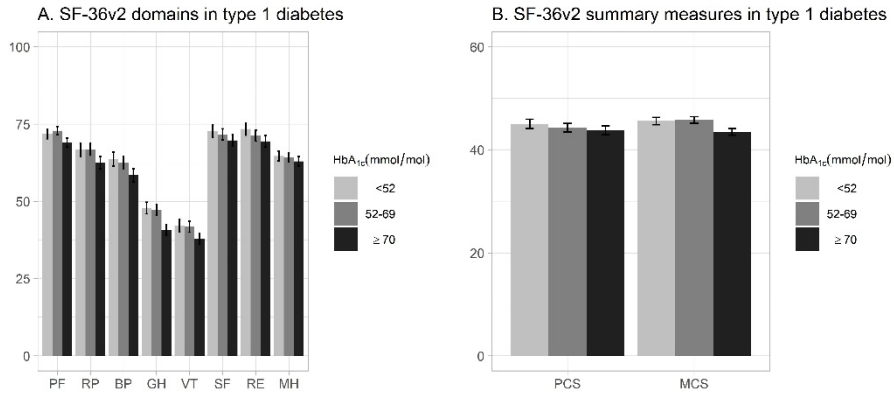 A. SF-36v2 domains in type 1 diabetes
100
75
50
25
0
PF RP BP GH VT SF RE MH
HbA1c(mmol/mol)
<52
52-69
≥ 70
B. SF-36v2 summary measures in type 1 diabetes
60
40
20
0
PCS MCS
HbA1c(mmol/mol)
<52
52-69
≥ 70